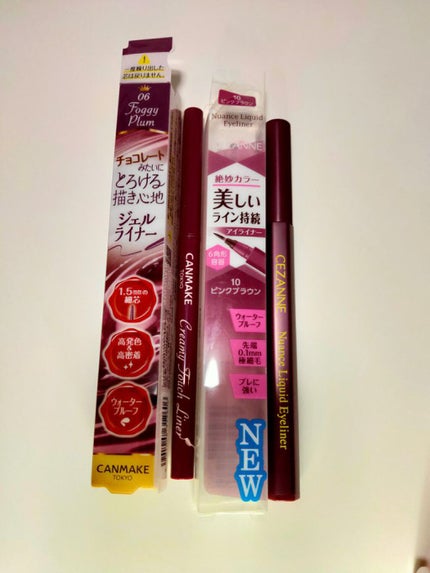 一度繰り出した
芯は戻りません。
06
Foggy
Plum
チョコレート
みたいに
とろける
描き心地
ジェル
ライナー
1.5mmの
細芯
高発色
&
高密着
ウォーター
プルーフ
CANMAKE
TOKYO
CANMAKE
TOKYO
Creamy Touch Liner
10
ピンクブラウン
Nuance Liquid
Eyeliner
CEZANNE
絶妙カラー
美しい
ライン持続
アイライナー
6角形
容器
10
ピンクブラウン
ウォーター
プルーフ
先端
0.1mm
極細毛
ブレに
強い
NEW
CEZANNE Nuance Liquid Eyeliner